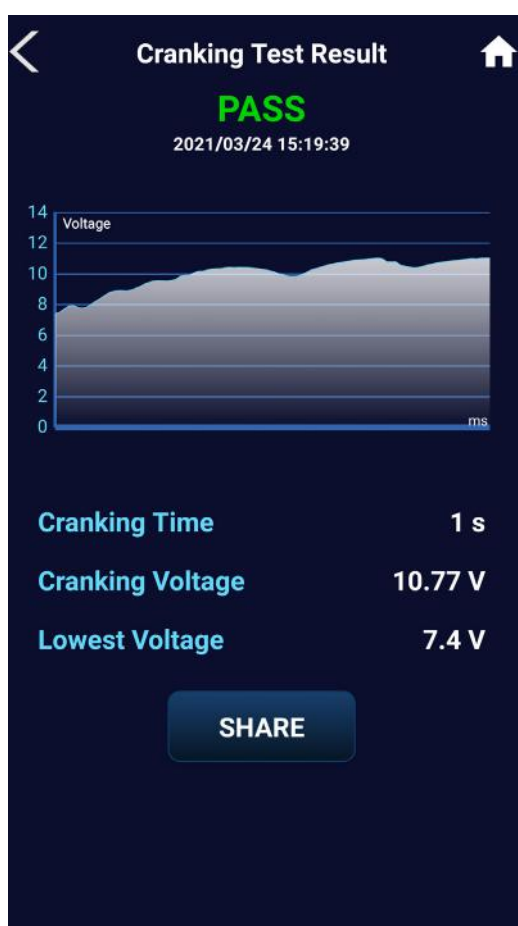 Cranking Test Result
PASS
2021/03/24 15:19:39
14
Voltage
12
10
8
6
4
2
0
ms
Cranking Time 1 s
Cranking Voltage 10.77 V
Lowest Voltage 7.4 V
SHARE